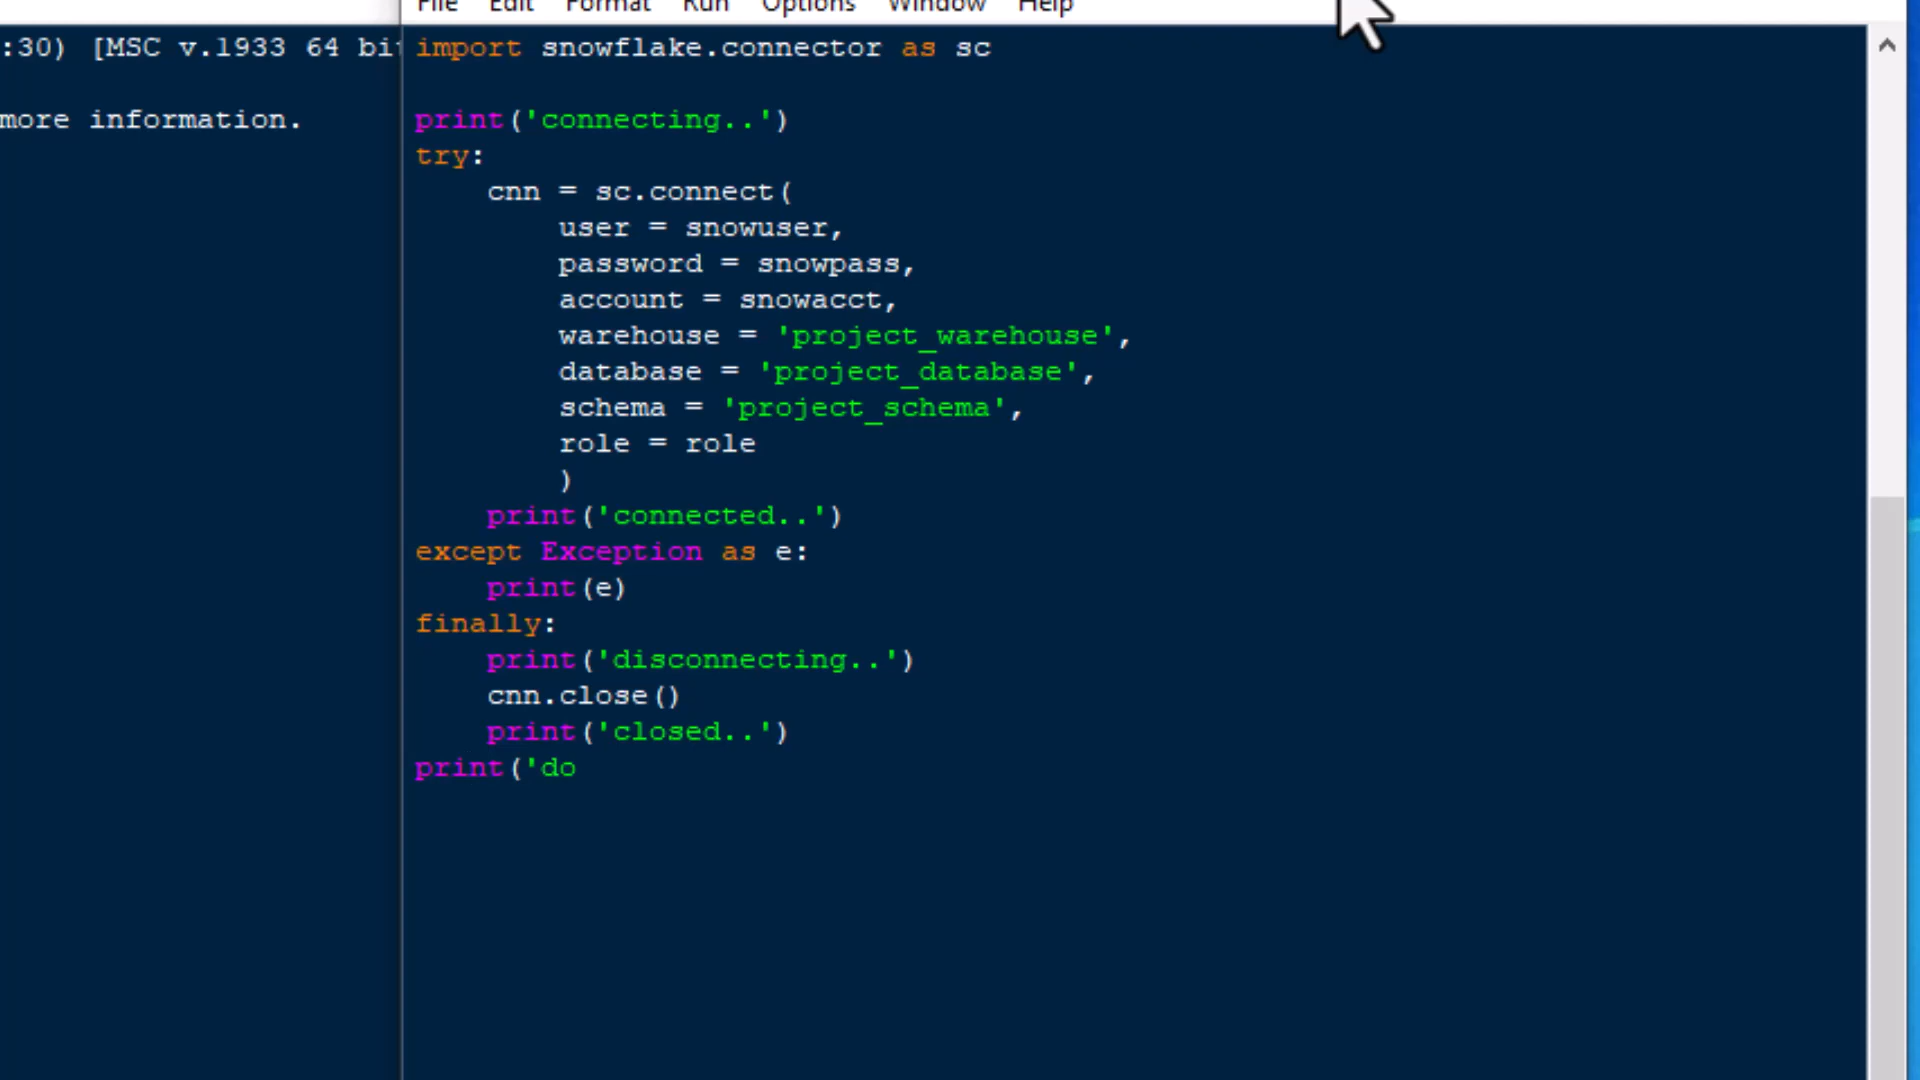 File Edit Format Run Options Window Help
:30) [MSC v.1933 64 bit
more information.
import snowflake.connector as sc
print('connecting..')
try:
    cnn = sc.connect(
        user = snowuser,
        password = snowpass,
        account = snowacct,
        warehouse = 'project_warehouse',
        database = 'project_database',
        schema = 'project_schema',
        role = role
        )
    print('connected..')
except Exception as e:
    print(e)
finally:
    print('disconnecting..')
    cnn.close()
    print('closed..')
print('do